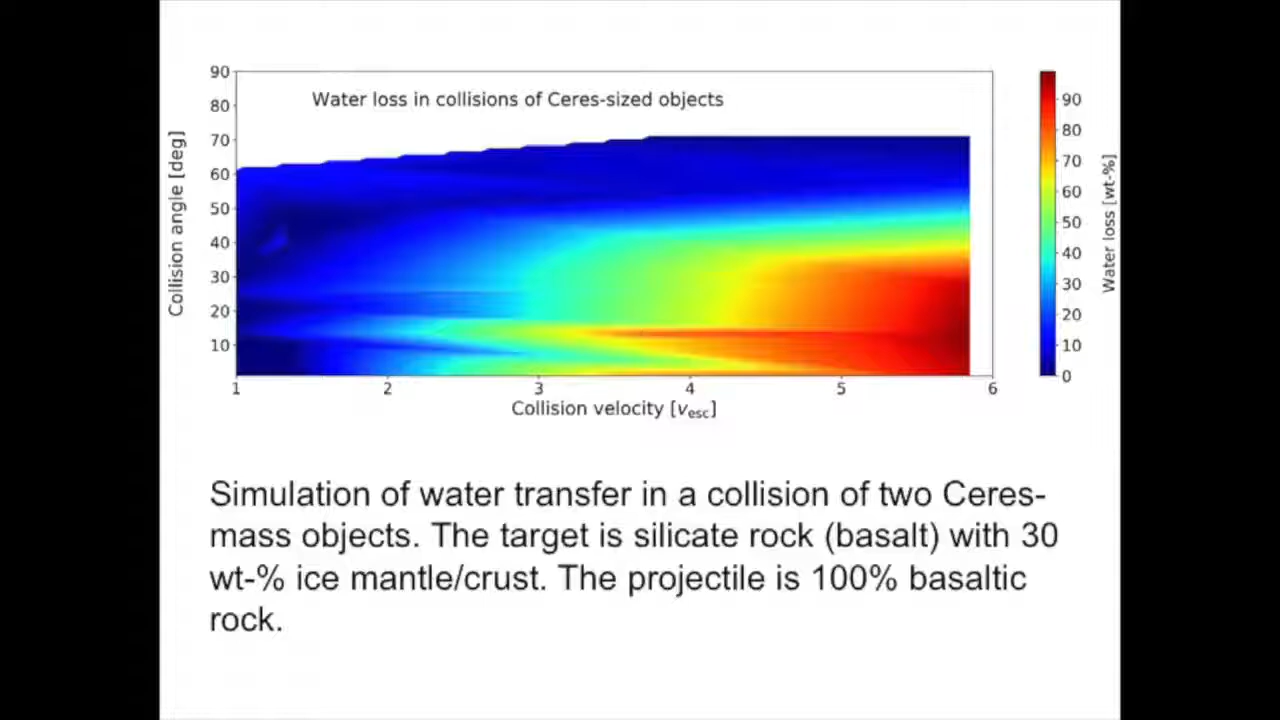 Water loss in collisions of Ceres-sized objects
90
80
70
60
50
40
30
20
10
Collision angle [deg]
1 2 3 4 5 6
Collision velocity [vesc]
90
80
70
60
50
40
30
20
10
0
Water loss [wt-%]
Simulation of water transfer in a collision of two Ceres-
mass objects. The target is silicate rock (basalt) with 30
wt-% ice mantle/crust. The projectile is 100% basaltic
rock.